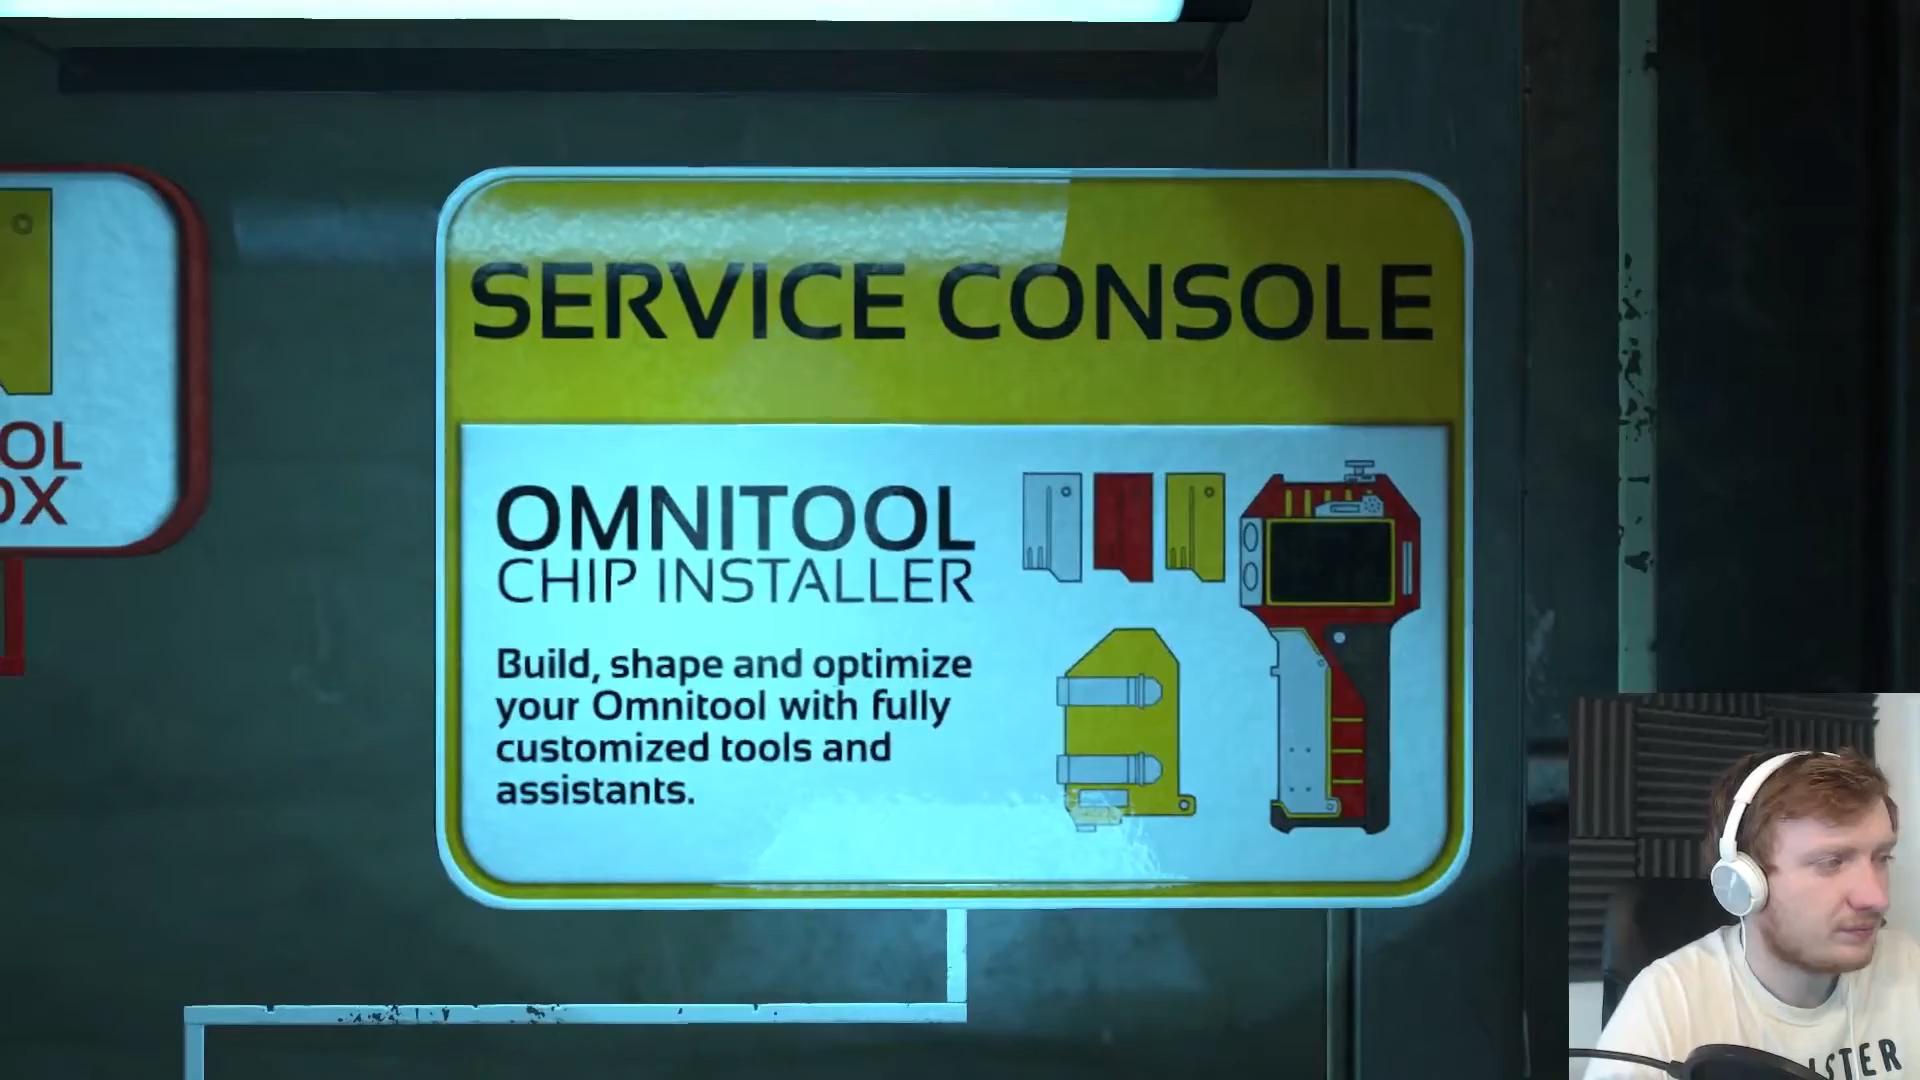 SERVICE CONSOLE
OMNITOOL
CHIP INSTALLER
Build, shape and optimize
your Omnitool with fully
customized tools and
assistants.
OL
OX
STER